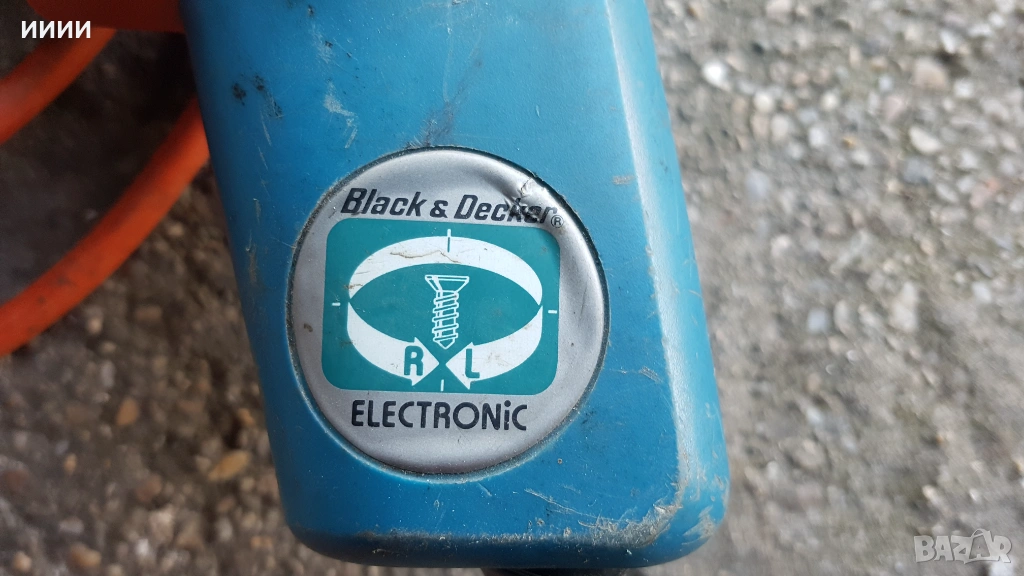 ииии
Black & Decker®
R L
ELECTRONiC
BAZAR